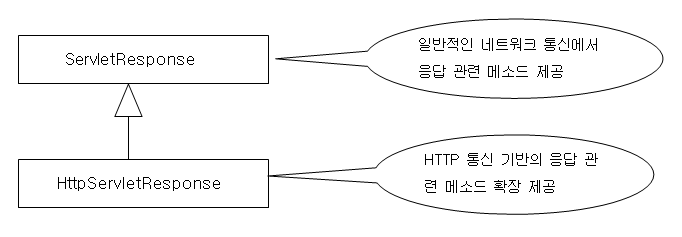 ServletResponse
일반적인 네트워크 통신에서
응답 관련 메소드 제공
HttpServletResponse
HTTP 통신 기반의 응답 관
련 메소드 확장 제공